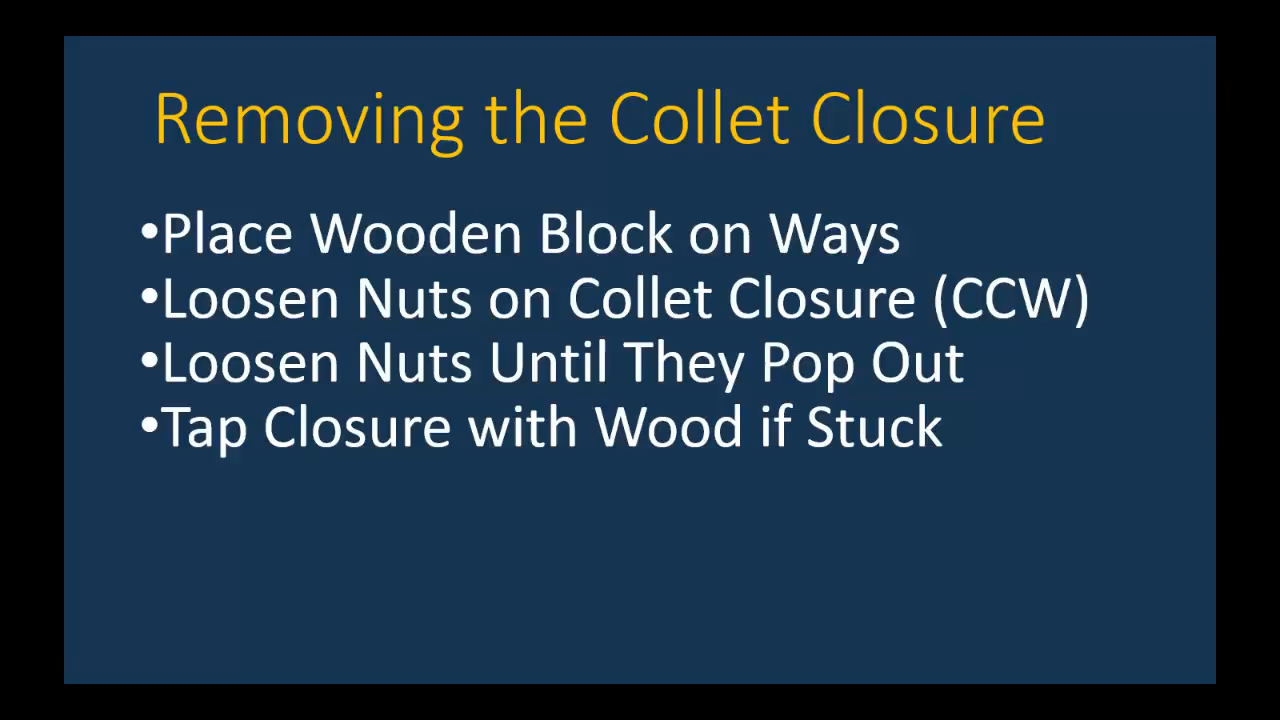 Removing the Collet Closure
•Place Wooden Block on Ways
•Loosen Nuts on Collet Closure (CCW)
•Loosen Nuts Until They Pop Out
•Tap Closure with Wood if Stuck